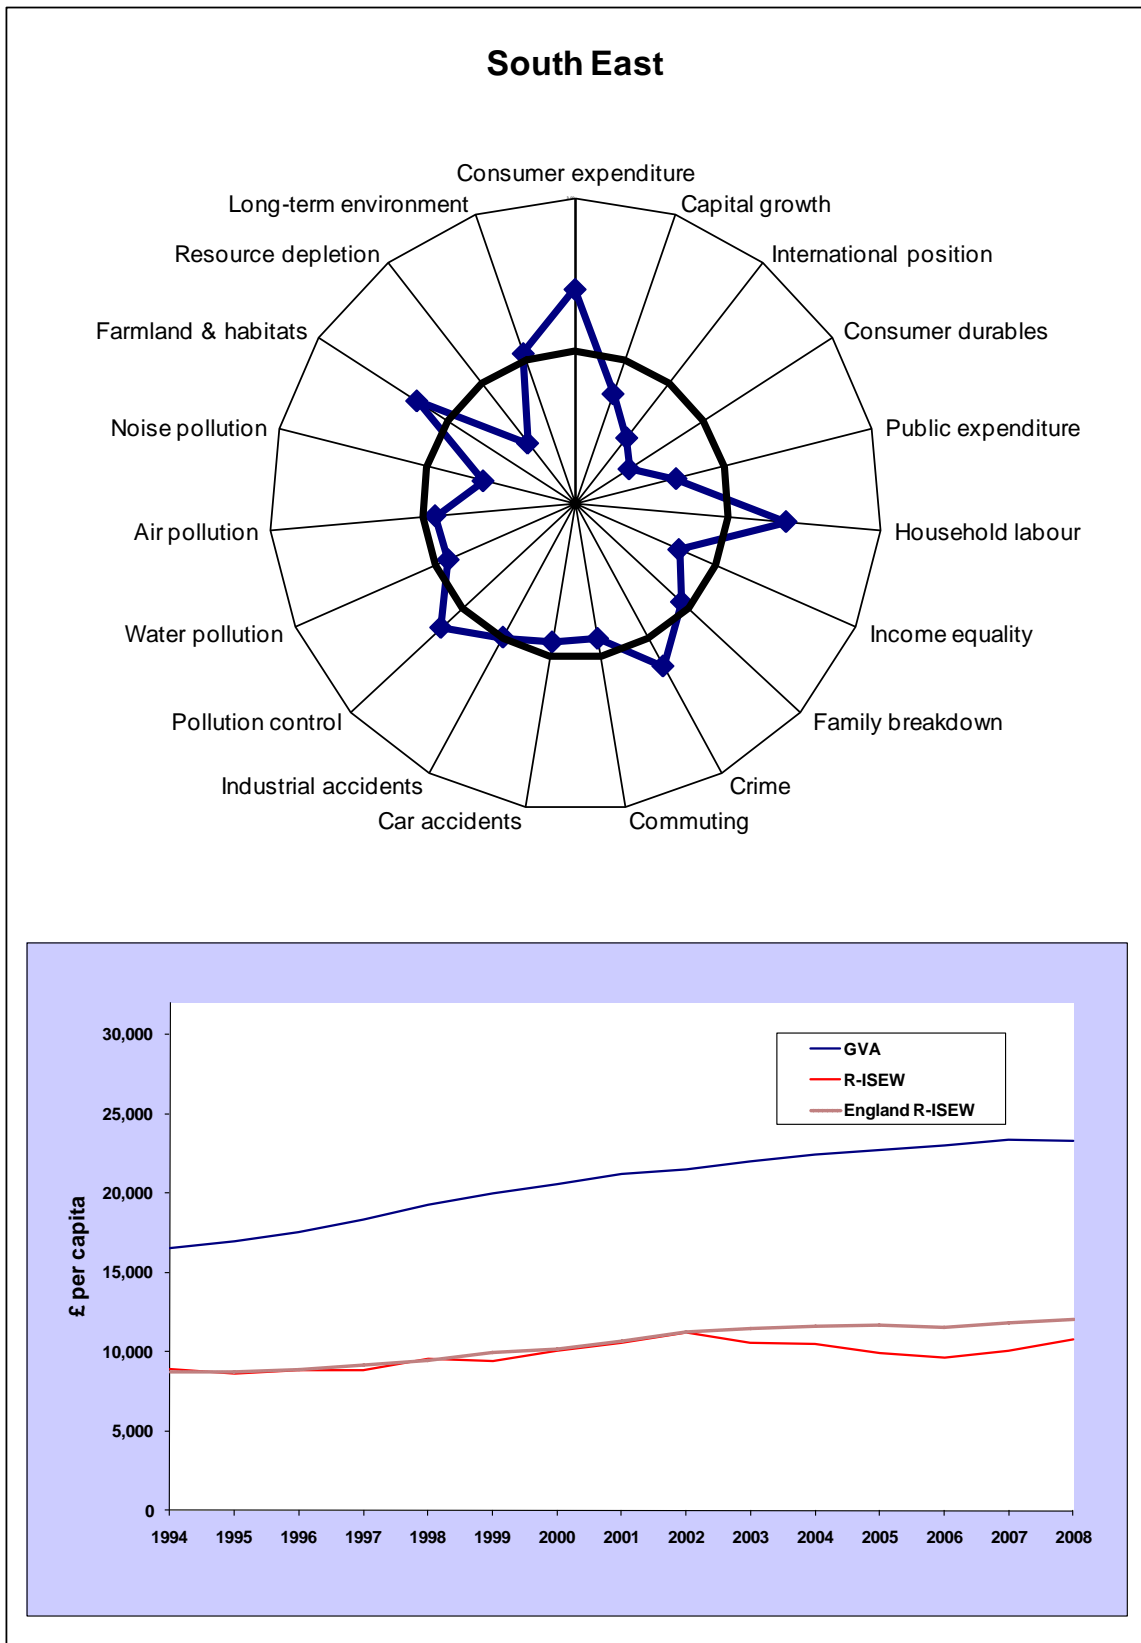 South East
Consumer expenditure
Long-term environment
Capital growth
Resource depletion
International position
Farmland & habitats
Consumer durables
Noise pollution
Public expenditure
Air pollution
Household labour
Water pollution
Income equality
Pollution control
Family breakdown
Industrial accidents
Crime
Car accidents
Commuting
30,000
25,000
20,000
15,000
10,000
5,000
0
£ per capita
GVA
R-ISEW
England R-ISEW
1994 1995 1996 1997 1998 1999 2000 2001 2002 2003 2004 2005 2006 2007 2008